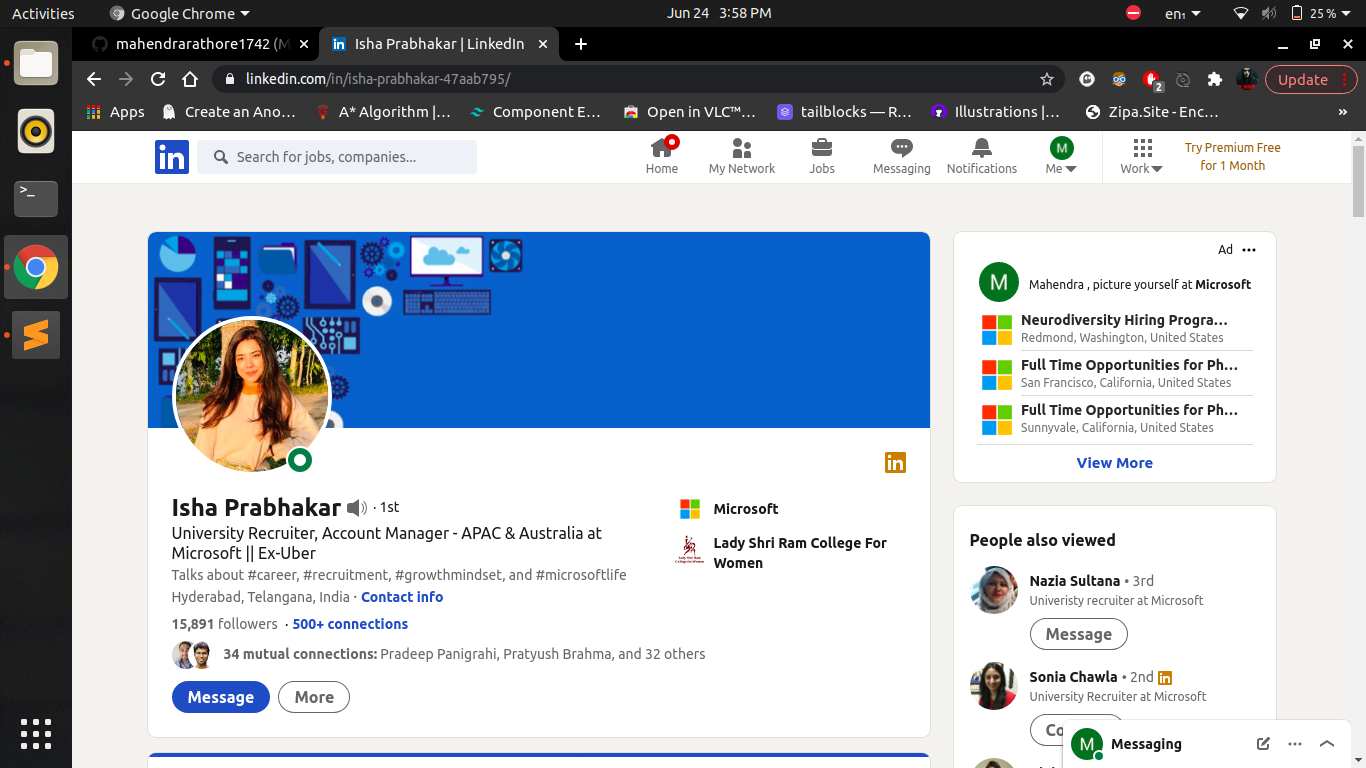 Activities
Google Chrome
Jun 24 3:58 PM
en₁
25 %
mahendrarathore1742 (M
Isha Prabhakar | LinkedIn
linkedin.com/in/isha-prabhakar-47aab795/
2
Update
Apps
Create an Ano…
A* Algorithm |…
Component E…
Open in VLC™…
tailblocks — R…
Illustrations |…
Zipa.Site - Enc…
»
in
Search for jobs, companies...
Home
My Network
Jobs
Messaging
Notifications
M
Me
Work
Try Premium Free
for 1 Month
in
Isha Prabhakar · 1st
University Recruiter, Account Manager - APAC & Australia at
Microsoft || Ex-Uber
Talks about #career, #recruitment, #growthmindset, and #microsoftlife
Hyderabad, Telangana, India · Contact info
15,891 followers · 500+ connections
34 mutual connections: Pradeep Panigrahi, Pratyush Brahma, and 32 others
Message
More
Microsoft
Lady Shri Ram College For
Women
Ad
M
Mahendra , picture yourself at Microsoft
Neurodiversity Hiring Progra…
Redmond, Washington, United States
Full Time Opportunities for Ph…
San Francisco, California, United States
Full Time Opportunities for Ph…
Sunnyvale, California, United States
View More
People also viewed
Nazia Sultana • 3rd
Univeristy recruiter at Microsoft
Message
Sonia Chawla • 2nd in
University Recruiter at Microsoft
Co
M
Messaging